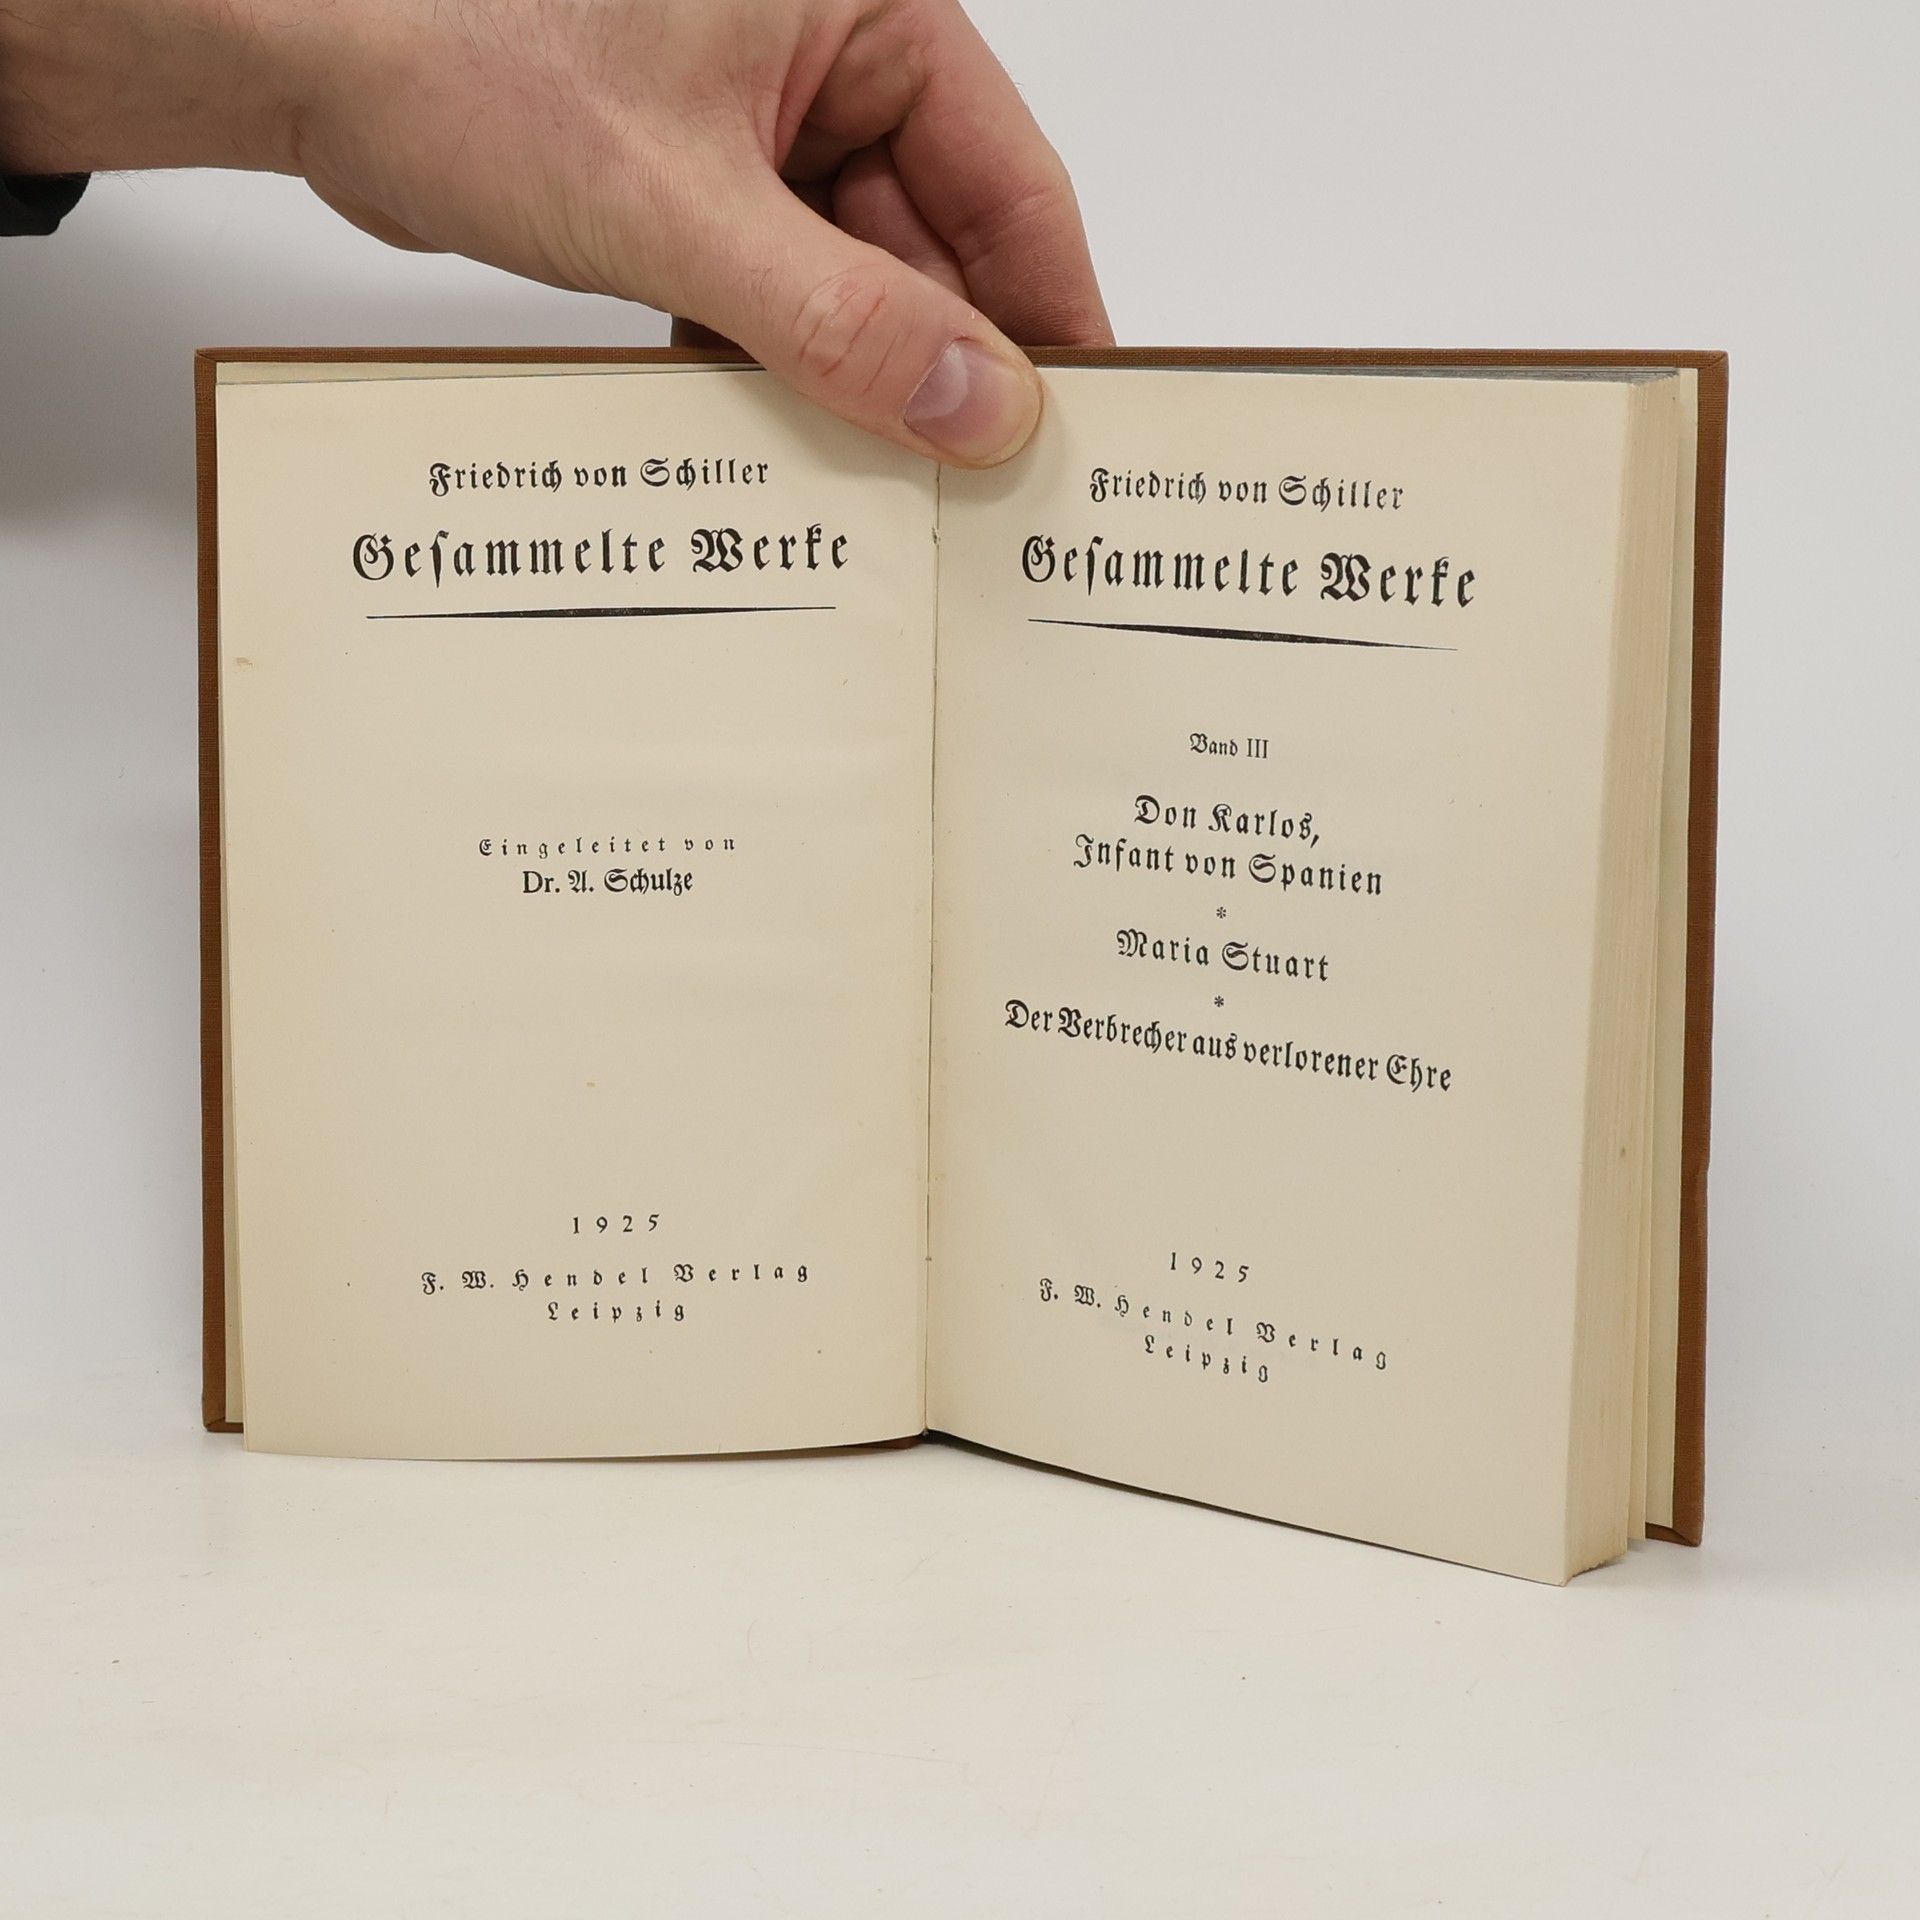 Friedrich von Schiller
Geſammelte Werke
Eingeleitet von
Dr. A. Schulze
1925
F. W. Hendel Verlag
Leipzig
Friedrich von Schiller
Geſammelte Werke
Band III
Don Karlos,
Infant von Spanien
*
Maria Stuart
*
Der Verbrecher aus verlorener Ehre
1925
F. W. Hendel Verlag
Leipzig